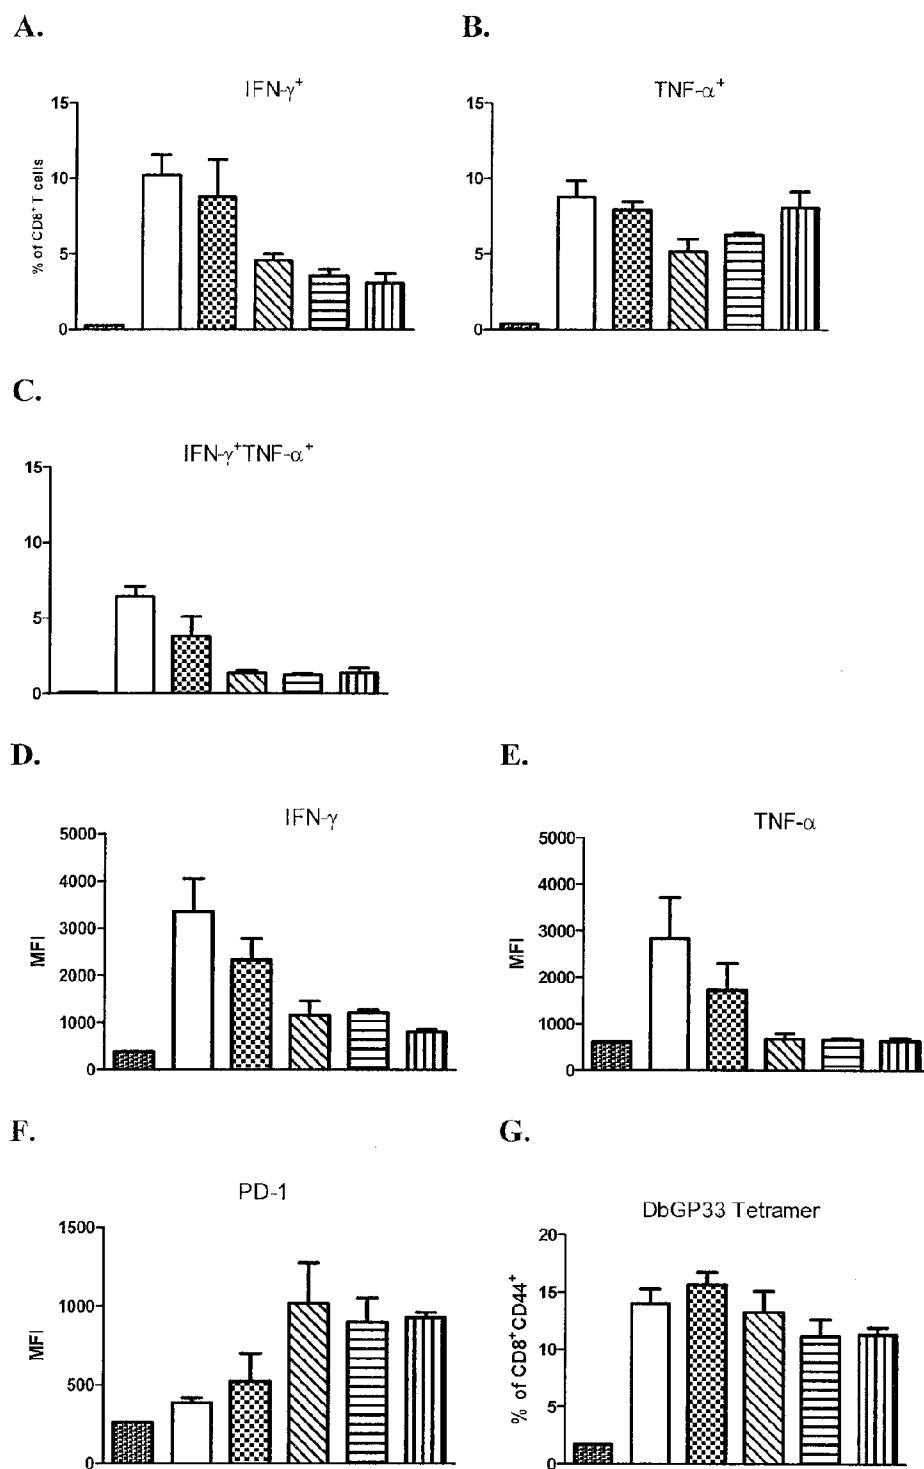 A.
IFN-γ⁺
% of CD8⁺ T cells
15
10
5
0
B.
TNF-α⁺
15
10
5
0
C.
IFN-γ⁺TNF-α⁺
15
10
5
0
D.
IFN-γ
MFI
5000
4000
3000
2000
1000
0
E.
TNF-α
MFI
5000
4000
3000
2000
1000
0
F.
PD-1
MFI
1500
1000
500
0
G.
DbGP33 Tetramer
% of CD8⁺CD44⁺
20
15
10
5
0